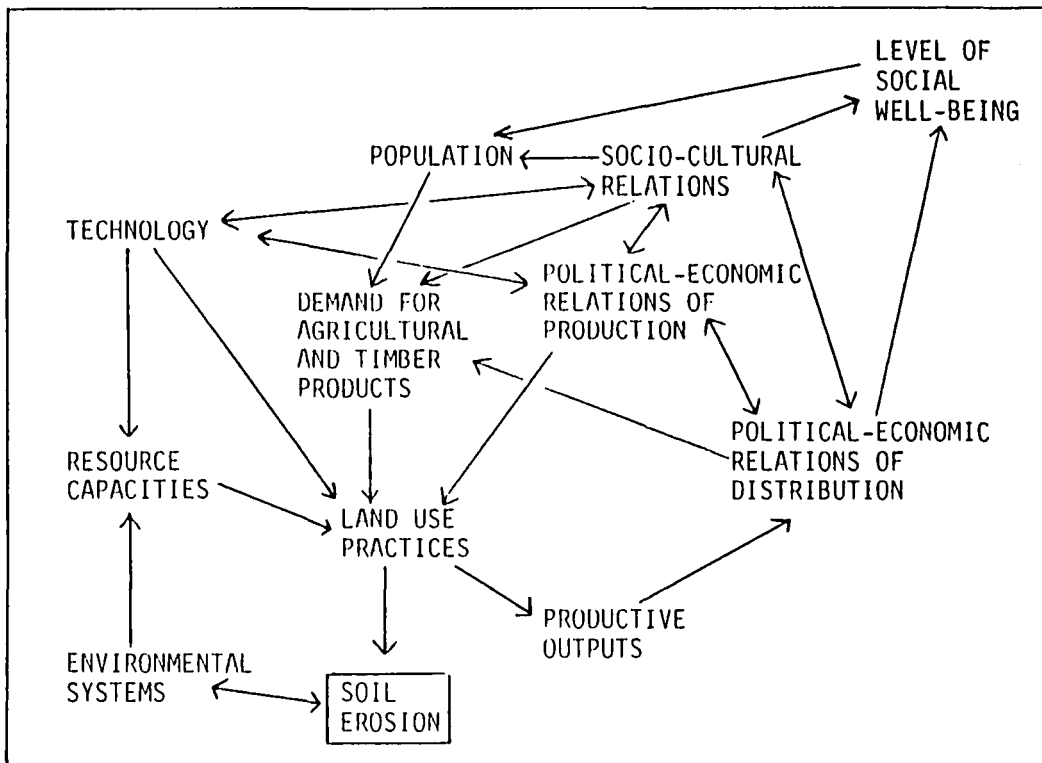 LEVEL OF
SOCIAL
WELL-BEING
POPULATION
SOCIO-CULTURAL
RELATIONS
TECHNOLOGY
DEMAND FOR
AGRICULTURAL
AND TIMBER
PRODUCTS
POLITICAL-ECONOMIC
RELATIONS OF
PRODUCTION
POLITICAL-ECONOMIC
RELATIONS OF
DISTRIBUTION
RESOURCE
CAPACITIES
LAND USE
PRACTICES
PRODUCTIVE
OUTPUTS
ENVIRONMENTAL
SYSTEMS
SOIL
EROSION